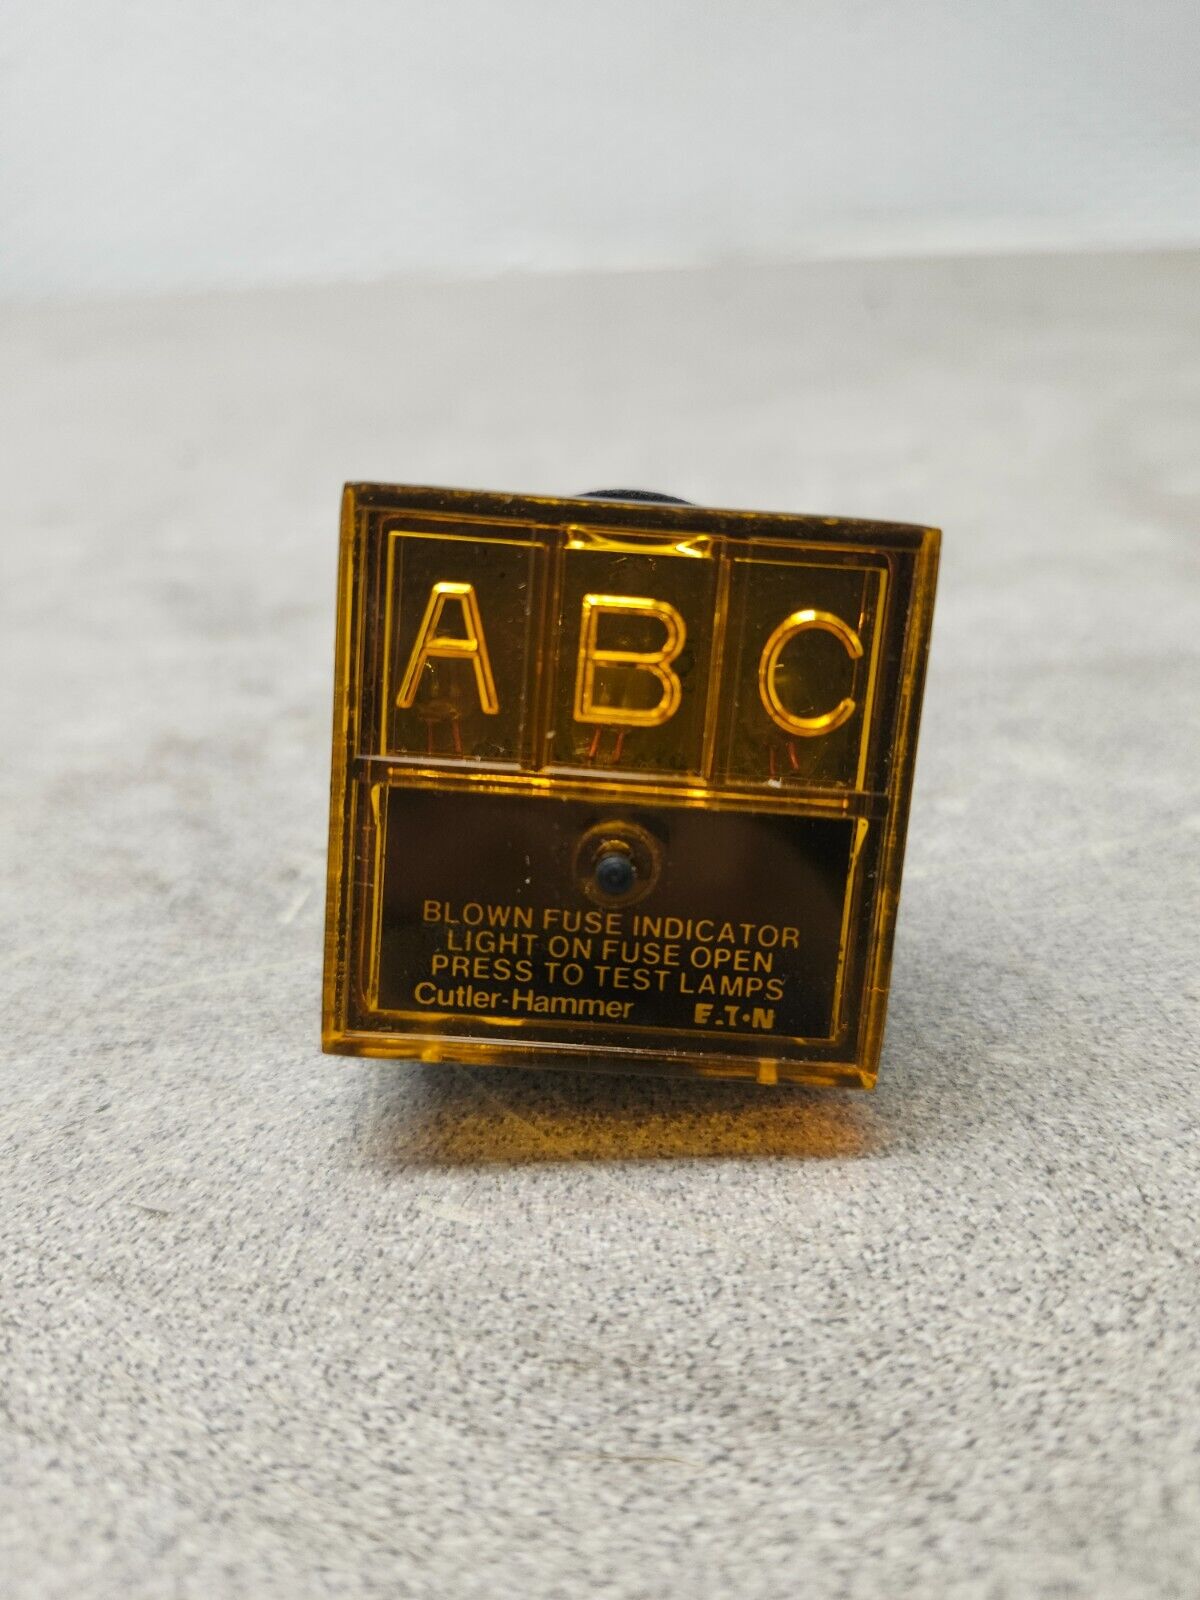 A B C
BLOWN FUSE INDICATOR
LIGHT ON FUSE OPEN
PRESS TO TEST LAMPS
Cutler-Hammer E.T•N